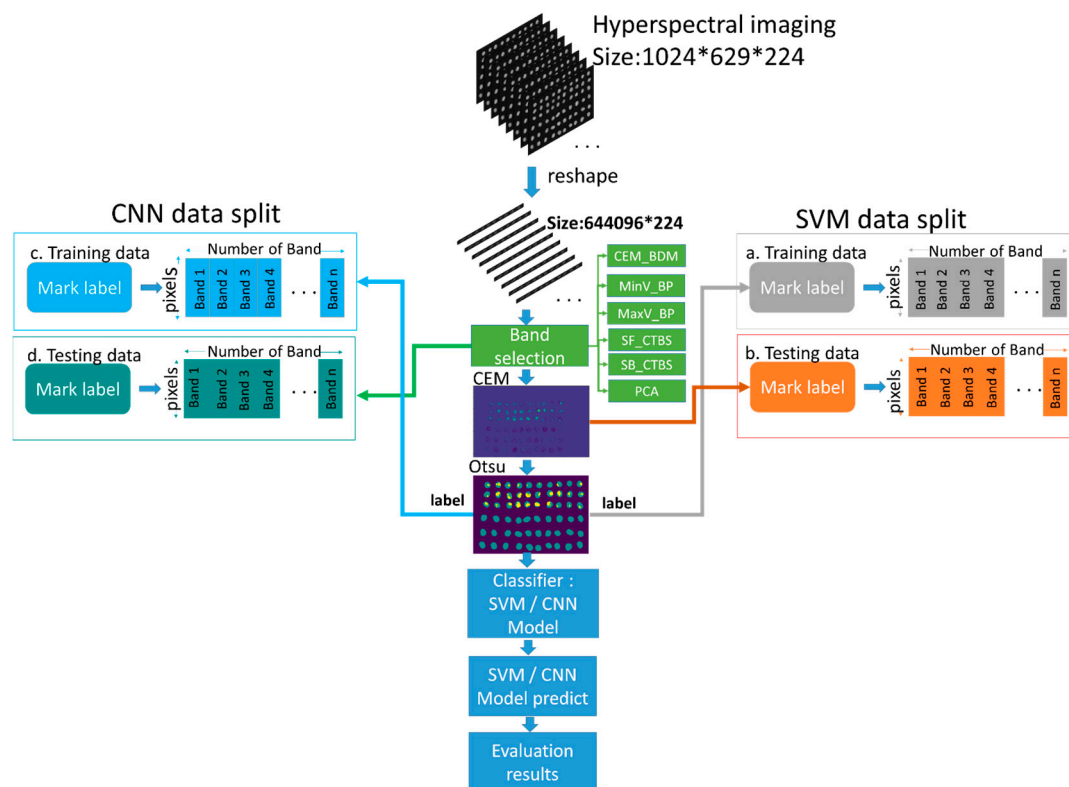 Hyperspectral imaging
Size:1024*629*224
. . .
reshape
Size:644096*224
. . .
CNN data split
c. Training data
Number of Band
Mark label
pixels
Band 1
Band 2
Band 3
Band 4
. . .
Band n
d. Testing data
Number of Band
Mark label
pixels
Band 1
Band 2
Band 3
Band 4
. . .
Band n
Band
selection
CEM_BDM
MinV_BP
MaxV_BP
SF_CTBS
SB_CTBS
PCA
SVM data split
a. Training data
Number of Band
Mark label
pixels
Band 1
Band 2
Band 3
Band 4
. . .
Band n
b. Testing data
Number of Band
Mark label
pixels
Band 1
Band 2
Band 3
Band 4
. . .
Band n
CEM
Otsu
label
label
Classifier :
SVM / CNN
Model
SVM / CNN
Model predict
Evaluation
results